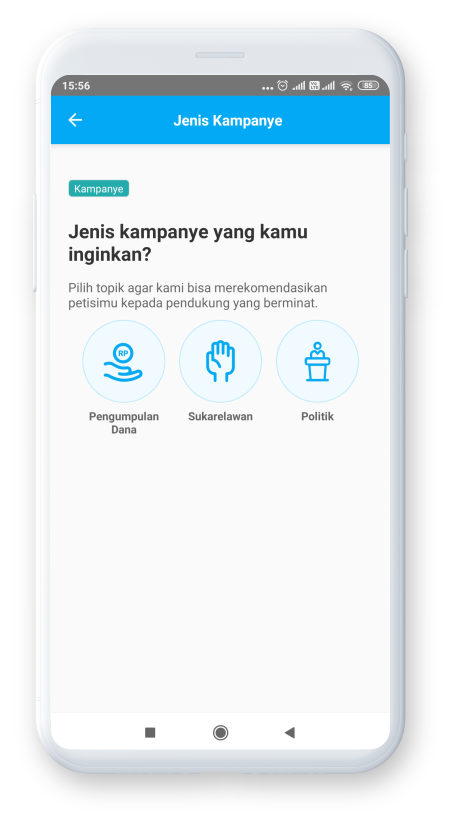 15:56
85
Jenis Kampanye
Kampanye
Jenis kampanye yang kamu
inginkan?
Pilih topik agar kami bisa merekomendasikan
petisimu kepada pendukung yang berminat.
RP
Pengumpulan
Dana
Sukarelawan
Politik